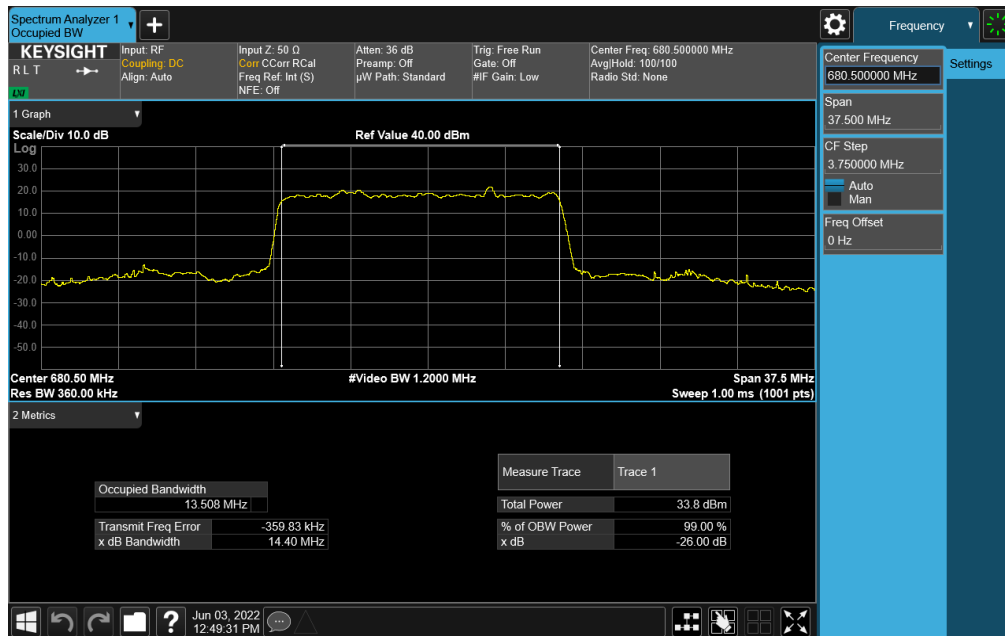 Spectrum Analyzer 1
Occupied BW
Frequency
KEYSIGHT
R L T
LXI
Input: RF
Coupling: DC
Align: Auto
Input Z: 50 Ω
Corr CCorr RCal
Freq Ref: Int (S)
NFE: Off
Atten: 36 dB
Preamp: Off
µW Path: Standard
Trig: Free Run
Gate: Off
#IF Gain: Low
Center Freq: 680.500000 MHz
Avg|Hold: 100/100
Radio Std: None
Center Frequency
680.500000 MHz
Settings
Span
37.500 MHz
CF Step
3.750000 MHz
Auto
Man
Freq Offset
0 Hz
1 Graph
Scale/Div 10.0 dB
Ref Value 40.00 dBm
Log
30.0
20.0
10.0
0.00
-10.0
-20.0
-30.0
-40.0
-50.0
Center 680.50 MHz
#Video BW 1.2000 MHz
Span 37.5 MHz
Res BW 360.00 kHz
Sweep 1.00 ms (1001 pts)
2 Metrics
Measure Trace Trace 1
Occupied Bandwidth
13.508 MHz
Total Power 33.8 dBm
Transmit Freq Error -359.83 kHz
% of OBW Power 99.00 %
x dB Bandwidth 14.40 MHz
x dB -26.00 dB
Jun 03, 2022
12:49:31 PM